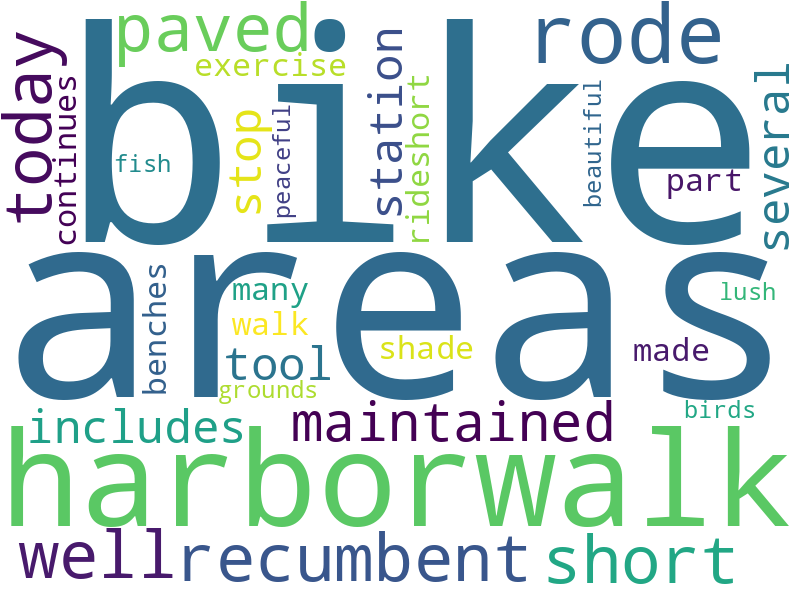 paved
rode
today
continues
exercise
bike
fish
stop
peaceful
station
rideshort
beautiful
part
several
areas
benches
many
walk
tool
grounds
shade
made
lush
birds
includes
maintained
harborwalk
well
recumbent
short